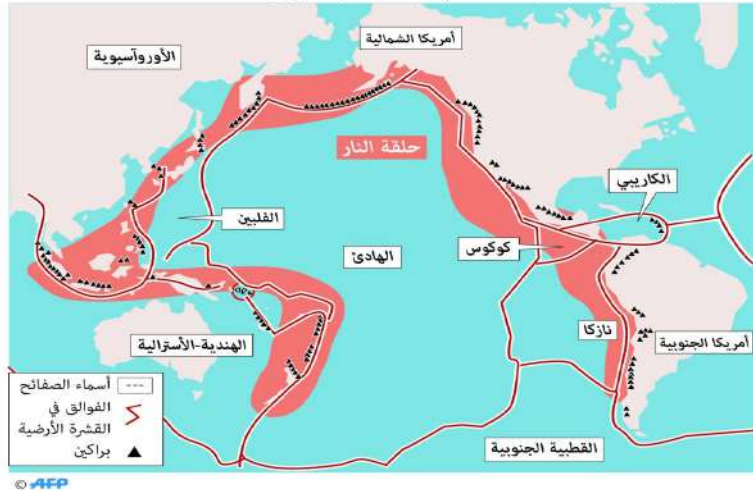 أمريكا الشمالية
الأوروآسيوية
حلقة النار
الكاريبي
الفلبين
كوكوس
الهادئ
نازكا
الهندية-الأسترالية
أمريكا الجنوبية
أسماء الصفائح
الفوالق في
القشرة الأرضية
براكين
القطبية الجنوبية
© AFP